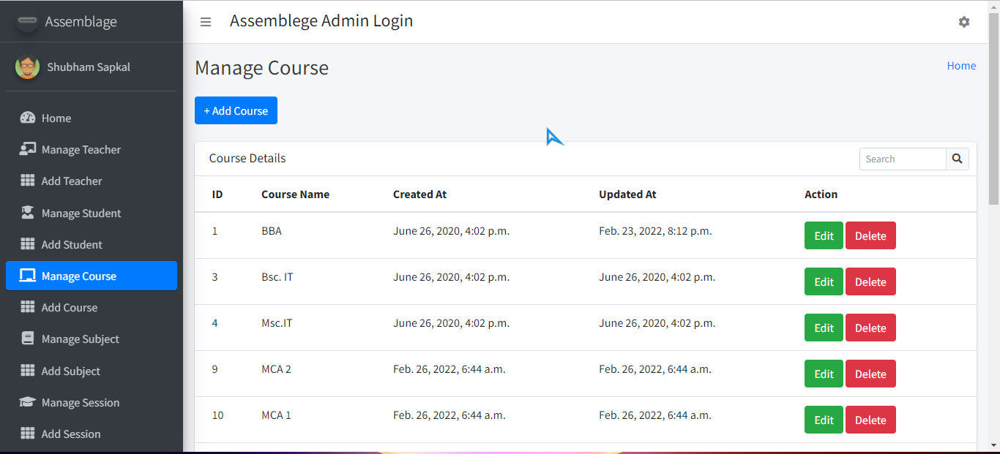 Assemblage
Assemblege Admin Login
Shubham Sapkal
Home
Manage Teacher
Add Teacher
Manage Student
Add Student
Manage Course
Add Course
Manage Subject
Add Subject
Manage Session
Add Session
Manage Course
Home
+ Add Course
Course Details
Search
ID Course Name Created At Updated At Action
1 BBA June 26, 2020, 4:02 p.m. Feb. 23, 2022, 8:12 p.m. Edit Delete
3 Bsc. IT June 26, 2020, 4:02 p.m. June 26, 2020, 4:02 p.m. Edit Delete
4 Msc.IT June 26, 2020, 4:02 p.m. June 26, 2020, 4:02 p.m. Edit Delete
9 MCA 2 Feb. 26, 2022, 6:44 a.m. Feb. 26, 2022, 6:44 a.m. Edit Delete
10 MCA 1 Feb. 26, 2022, 6:44 a.m. Feb. 26, 2022, 6:44 a.m. Edit Delete